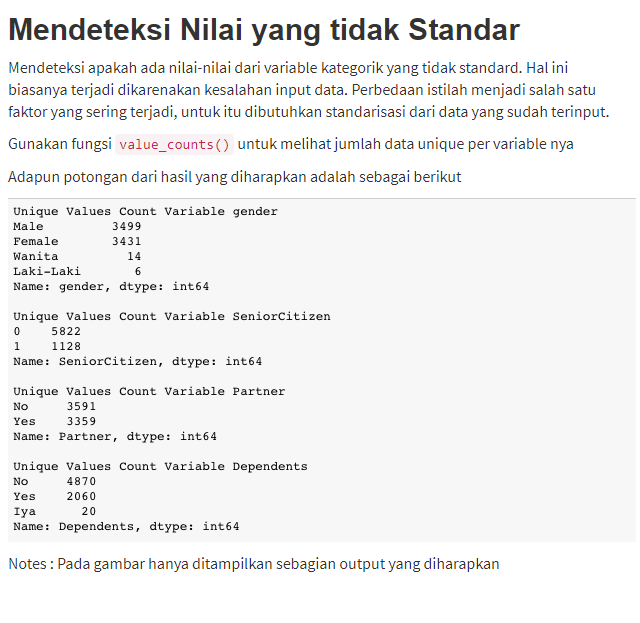 Mendeteksi Nilai yang tidak Standar
Mendeteksi apakah ada nilai-nilai dari variable kategorik yang tidak standard. Hal ini
biasanya terjadi dikarenakan kesalahan input data. Perbedaan istilah menjadi salah satu
faktor yang sering terjadi, untuk itu dibutuhkan standarisasi dari data yang sudah terinput.
Gunakan fungsi value_counts() untuk melihat jumlah data unique per variable nya
Adapun potongan dari hasil yang diharapkan adalah sebagai berikut
Unique Values Count Variable gender
Male 3499
Female 3431
Wanita 14
Laki-Laki 6
Name: gender, dtype: int64
Unique Values Count Variable SeniorCitizen
0 5822
1 1128
Name: SeniorCitizen, dtype: int64
Unique Values Count Variable Partner
No 3591
Yes 3359
Name: Partner, dtype: int64
Unique Values Count Variable Dependents
No 4870
Yes 2060
Iya 20
Name: Dependents, dtype: int64
Notes : Pada gambar hanya ditampilkan sebagian output yang diharapkan